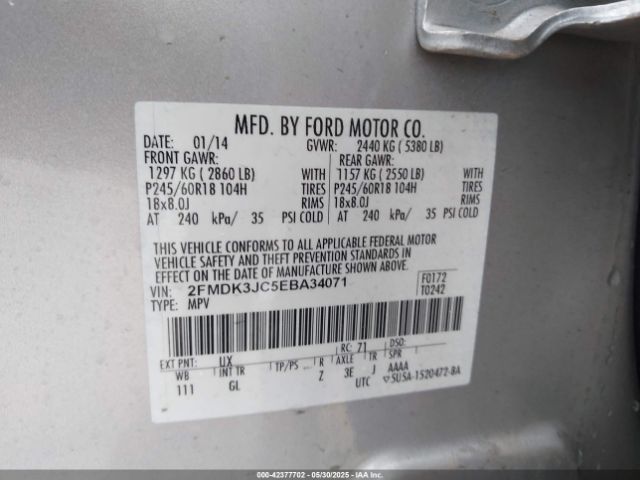 MFD. BY FORD MOTOR CO.
DATE: 01/14 GVWR: 2440 KG ( 5380 LB)
FRONT GAWR: REAR GAWR:
1297 KG ( 2860 LB) WITH 1157 KG ( 2550 LB) WITH
P245/60R18 104H TIRES P245/60R18 104H TIRES
18x8.0J RIMS 18x8.0J RIMS
AT 240 kPa/ 35 PSI COLD AT 240 kPa/ 35 PSI COLD
THIS VEHICLE CONFORMS TO ALL APPLICABLE FEDERAL MOTOR
VEHICLE SAFETY AND THEFT PREVENTION STANDARDS IN
EFFECT ON THE DATE OF MANUFACTURE SHOWN ABOVE.
VIN: 2FMDK3JC5EBA34071 F0172
TYPE: MPV T0242
EXT PNT: UX RC: 71 DSO:
WB INT TR TP/PS R AXLE TR SPR
111 GL Z 3E J AAAA
UTC ▽5U5A-1520472-BA
000-42377702 - 05/30/2025 - IAAI.COM